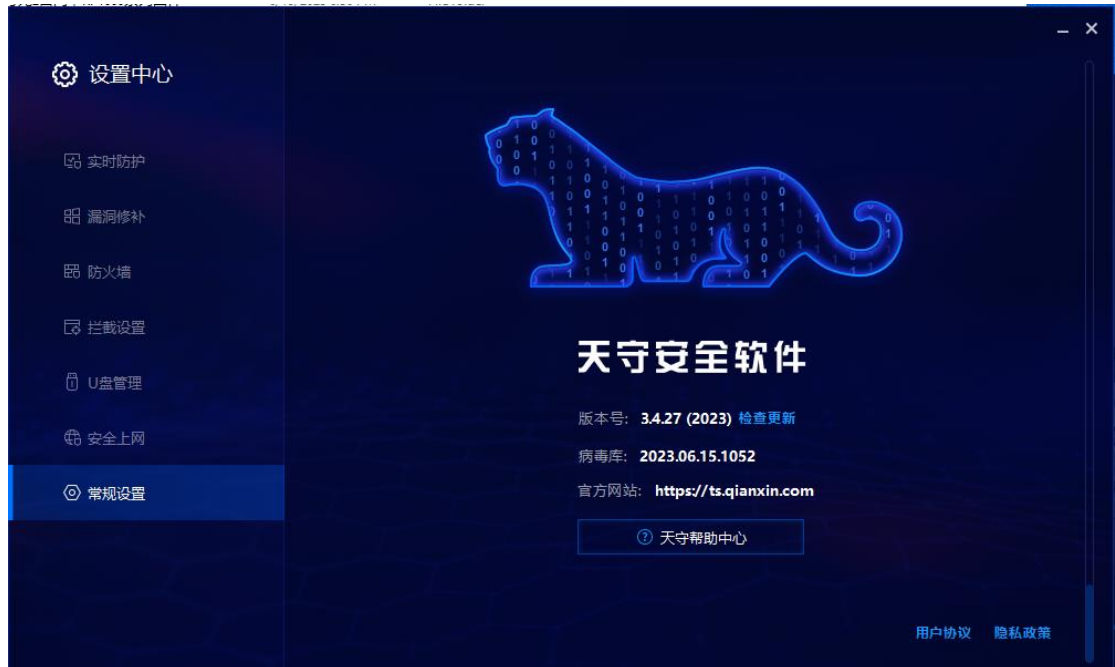 设置中心
实时防护
漏洞修补
防火墙
拦截设置
U盘管理
安全上网
常规设置
天守安全软件
版本号: 3.4.27 (2023) 检查更新
病毒库: 2023.06.15.1052
官方网站: https://ts.qianxin.com
天守帮助中心
用户协议 隐私政策